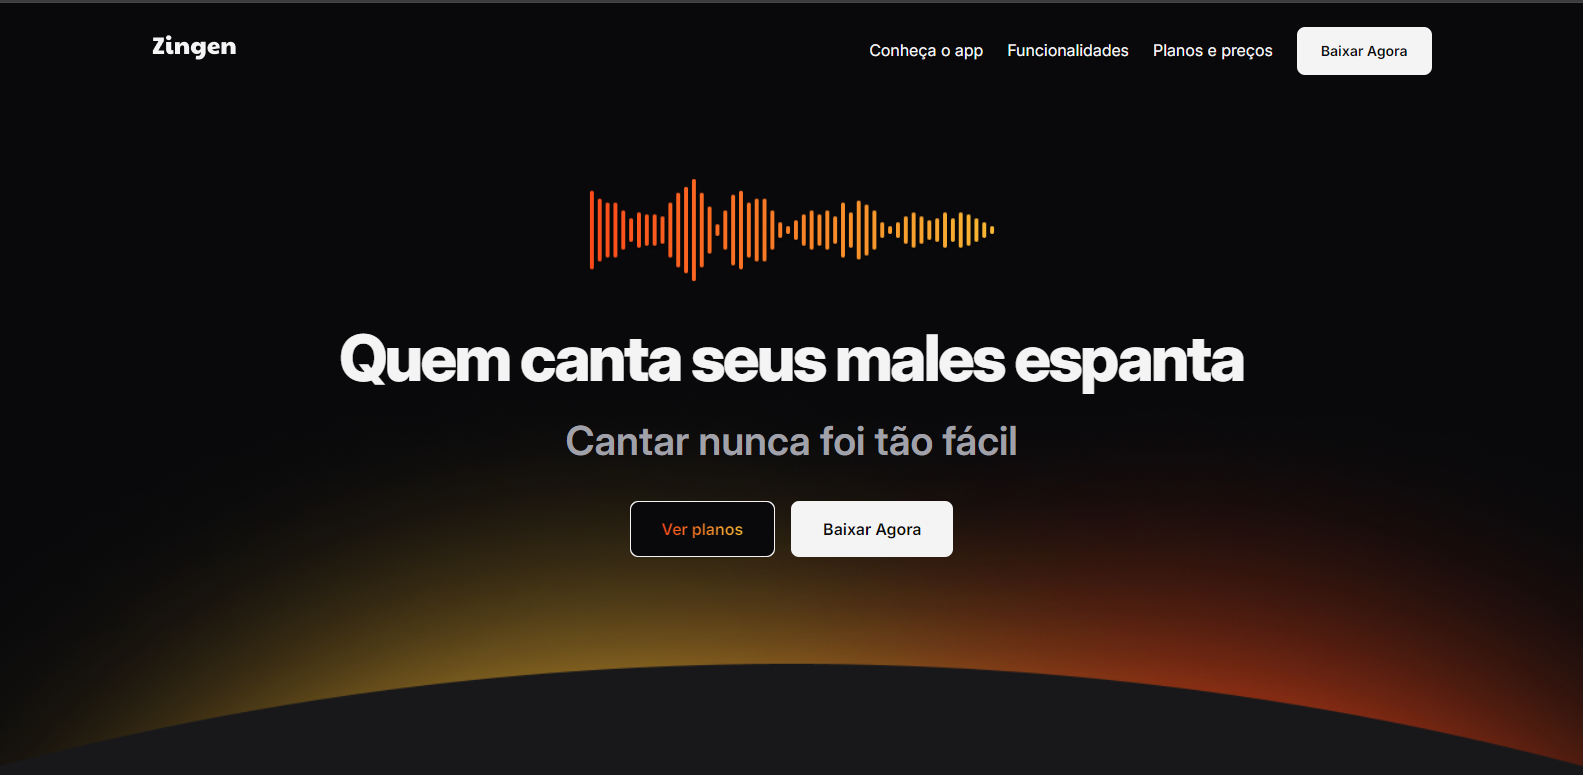 Zingen
Conheça o app Funcionalidades Planos e preços Baixar Agora
Quem canta seus males espanta
Cantar nunca foi tão fácil
Ver planos Baixar Agora